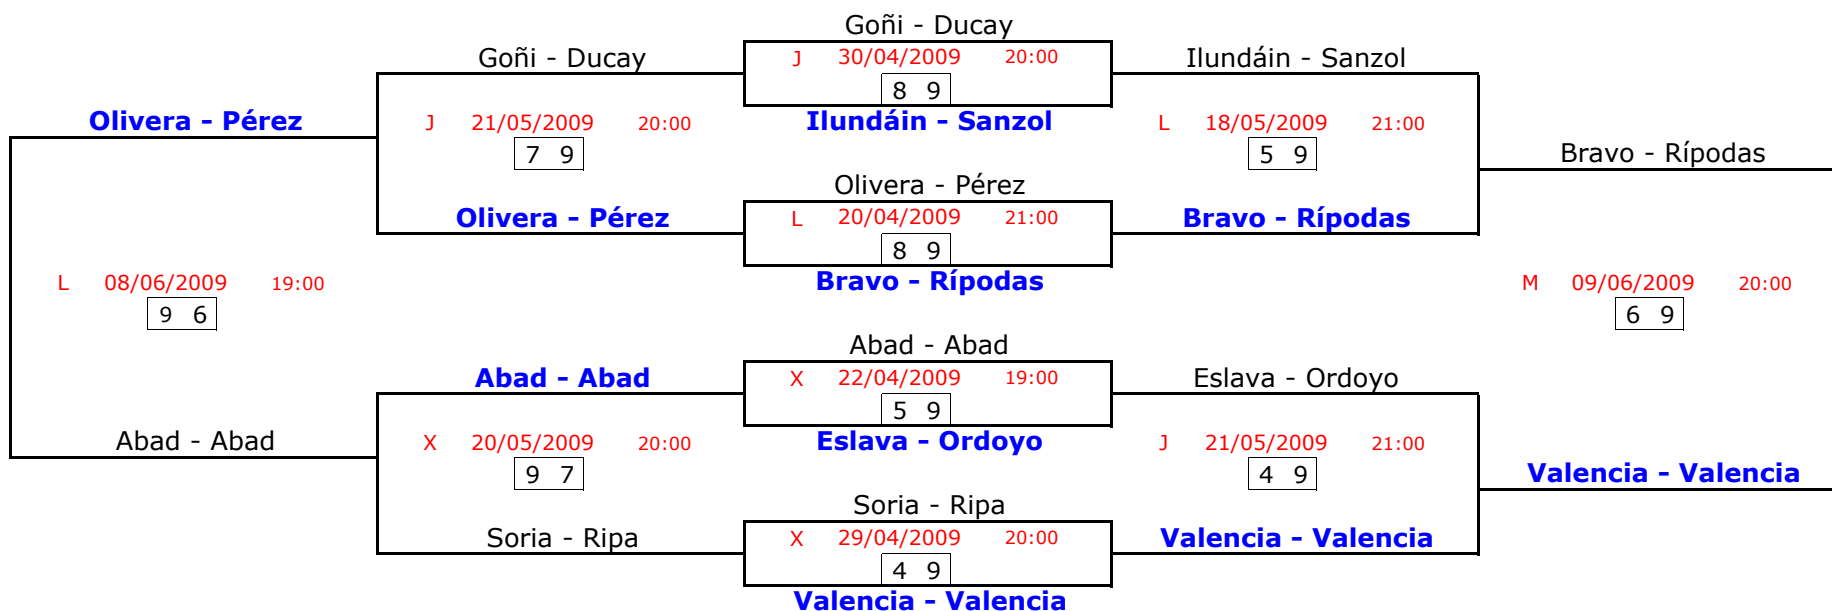 Goñi - Ducay
Goñi - Ducay J 30/04/2009 20:00 Ilundáin - Sanzol
8 9
Olivera - Pérez J 21/05/2009 20:00 Ilundáin - Sanzol L 18/05/2009 21:00
7 9 5 9 Bravo - Rípodas
Olivera - Pérez
Olivera - Pérez L 20/04/2009 21:00 Bravo - Rípodas
8 9
L 08/06/2009 19:00 Bravo - Rípodas M 09/06/2009 20:00
9 6 6 9
Abad - Abad
Abad - Abad X 22/04/2009 19:00 Eslava - Ordoyo
5 9
Abad - Abad X 20/05/2009 20:00 Eslava - Ordoyo J 21/05/2009 21:00
9 7 4 9 Valencia - Valencia
Soria - Ripa
Soria - Ripa X 29/04/2009 20:00 Valencia - Valencia
4 9
Valencia - Valencia